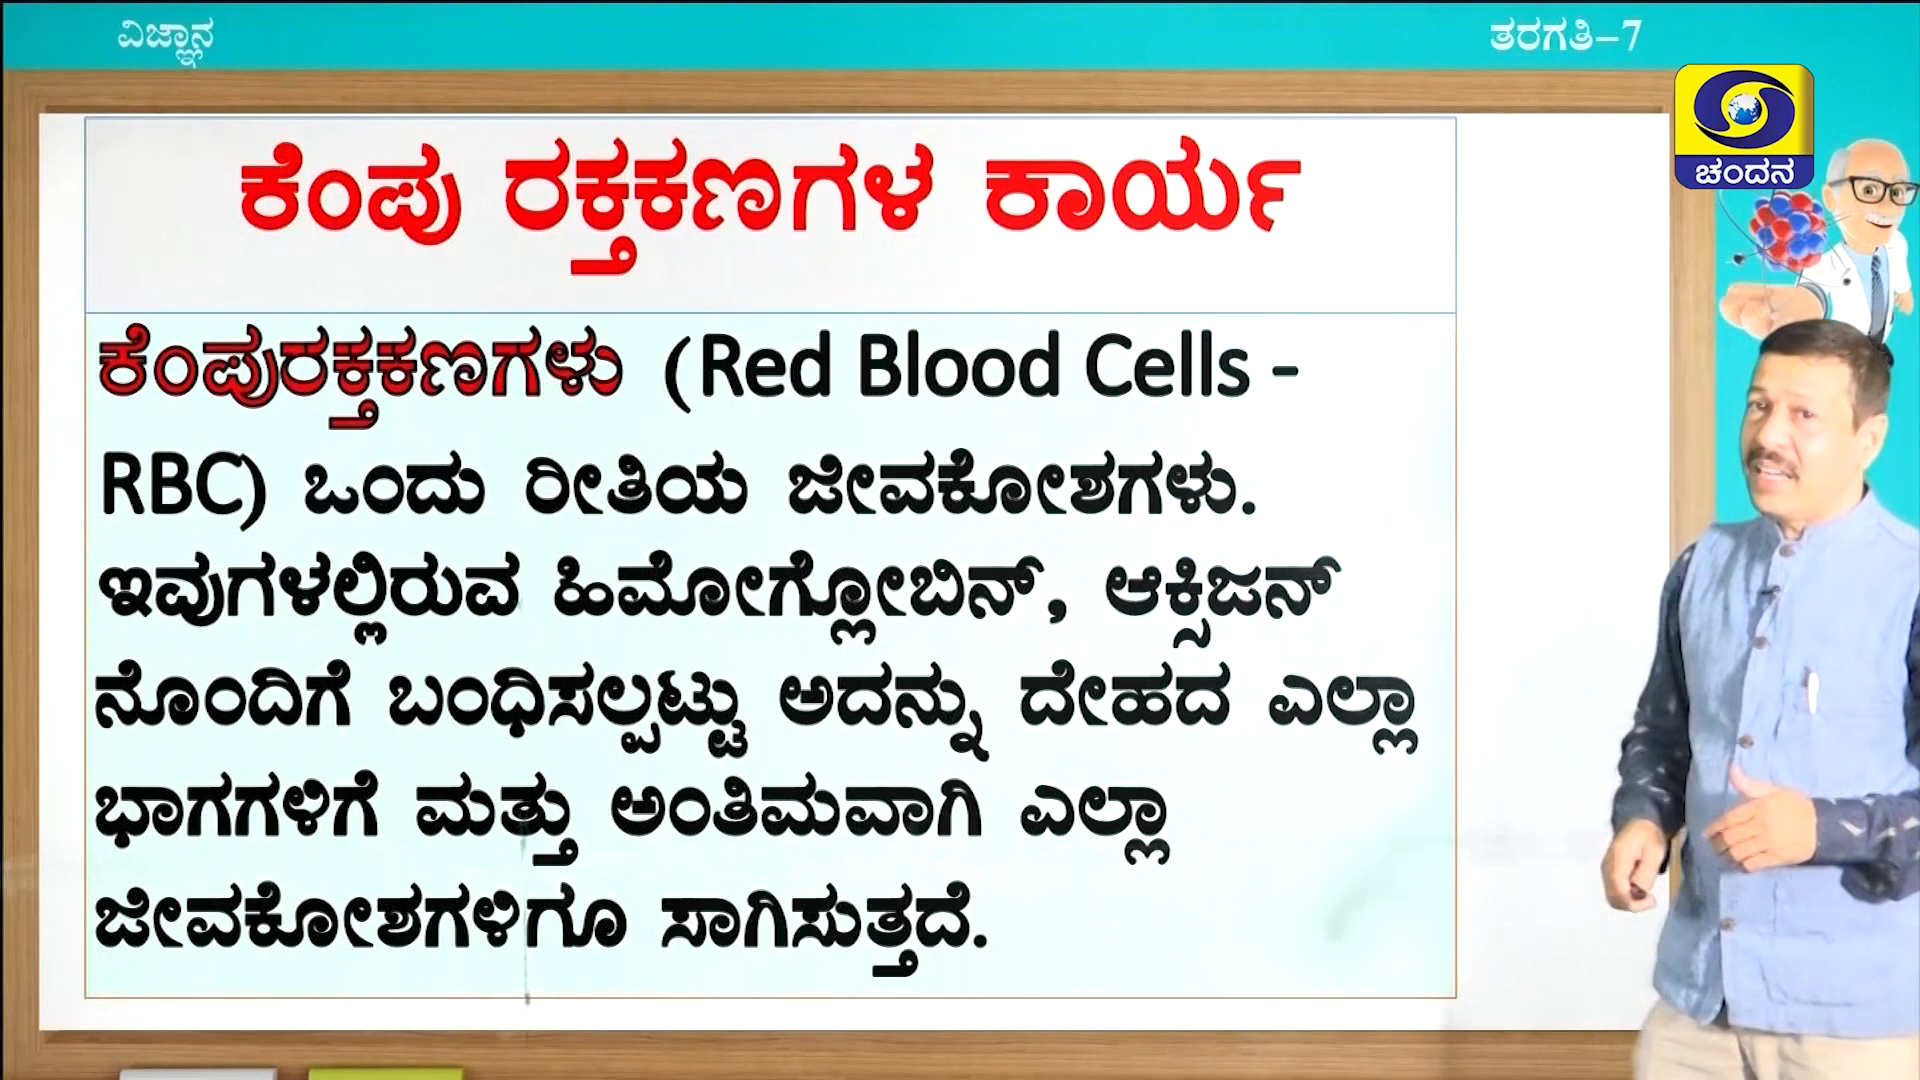 ವಿಜ್ಞಾನ
ತರಗತಿ-7
ಚಂದನ
ಕೆಂಪು ರಕ್ತಕಣಗಳ ಕಾರ್ಯ
ಕೆಂಪುರಕ್ತಕಣಗಳು (Red Blood Cells -
RBC) ಒಂದು ರೀತಿಯ ಜೀವಕೋಶಗಳು.
ಇವುಗಳಲ್ಲಿರುವ ಹಿಮೋಗ್ಲೋಬಿನ್, ಆಕ್ಸಿಜನ್
ನೊಂದಿಗೆ ಬಂಧಿಸಲ್ಪಟ್ಟು ಅದನ್ನು ದೇಹದ ಎಲ್ಲಾ
ಭಾಗಗಳಿಗೆ ಮತ್ತು ಅಂತಿಮವಾಗಿ ಎಲ್ಲಾ
ಜೀವಕೋಶಗಳಿಗೂ ಸಾಗಿಸುತ್ತದೆ.